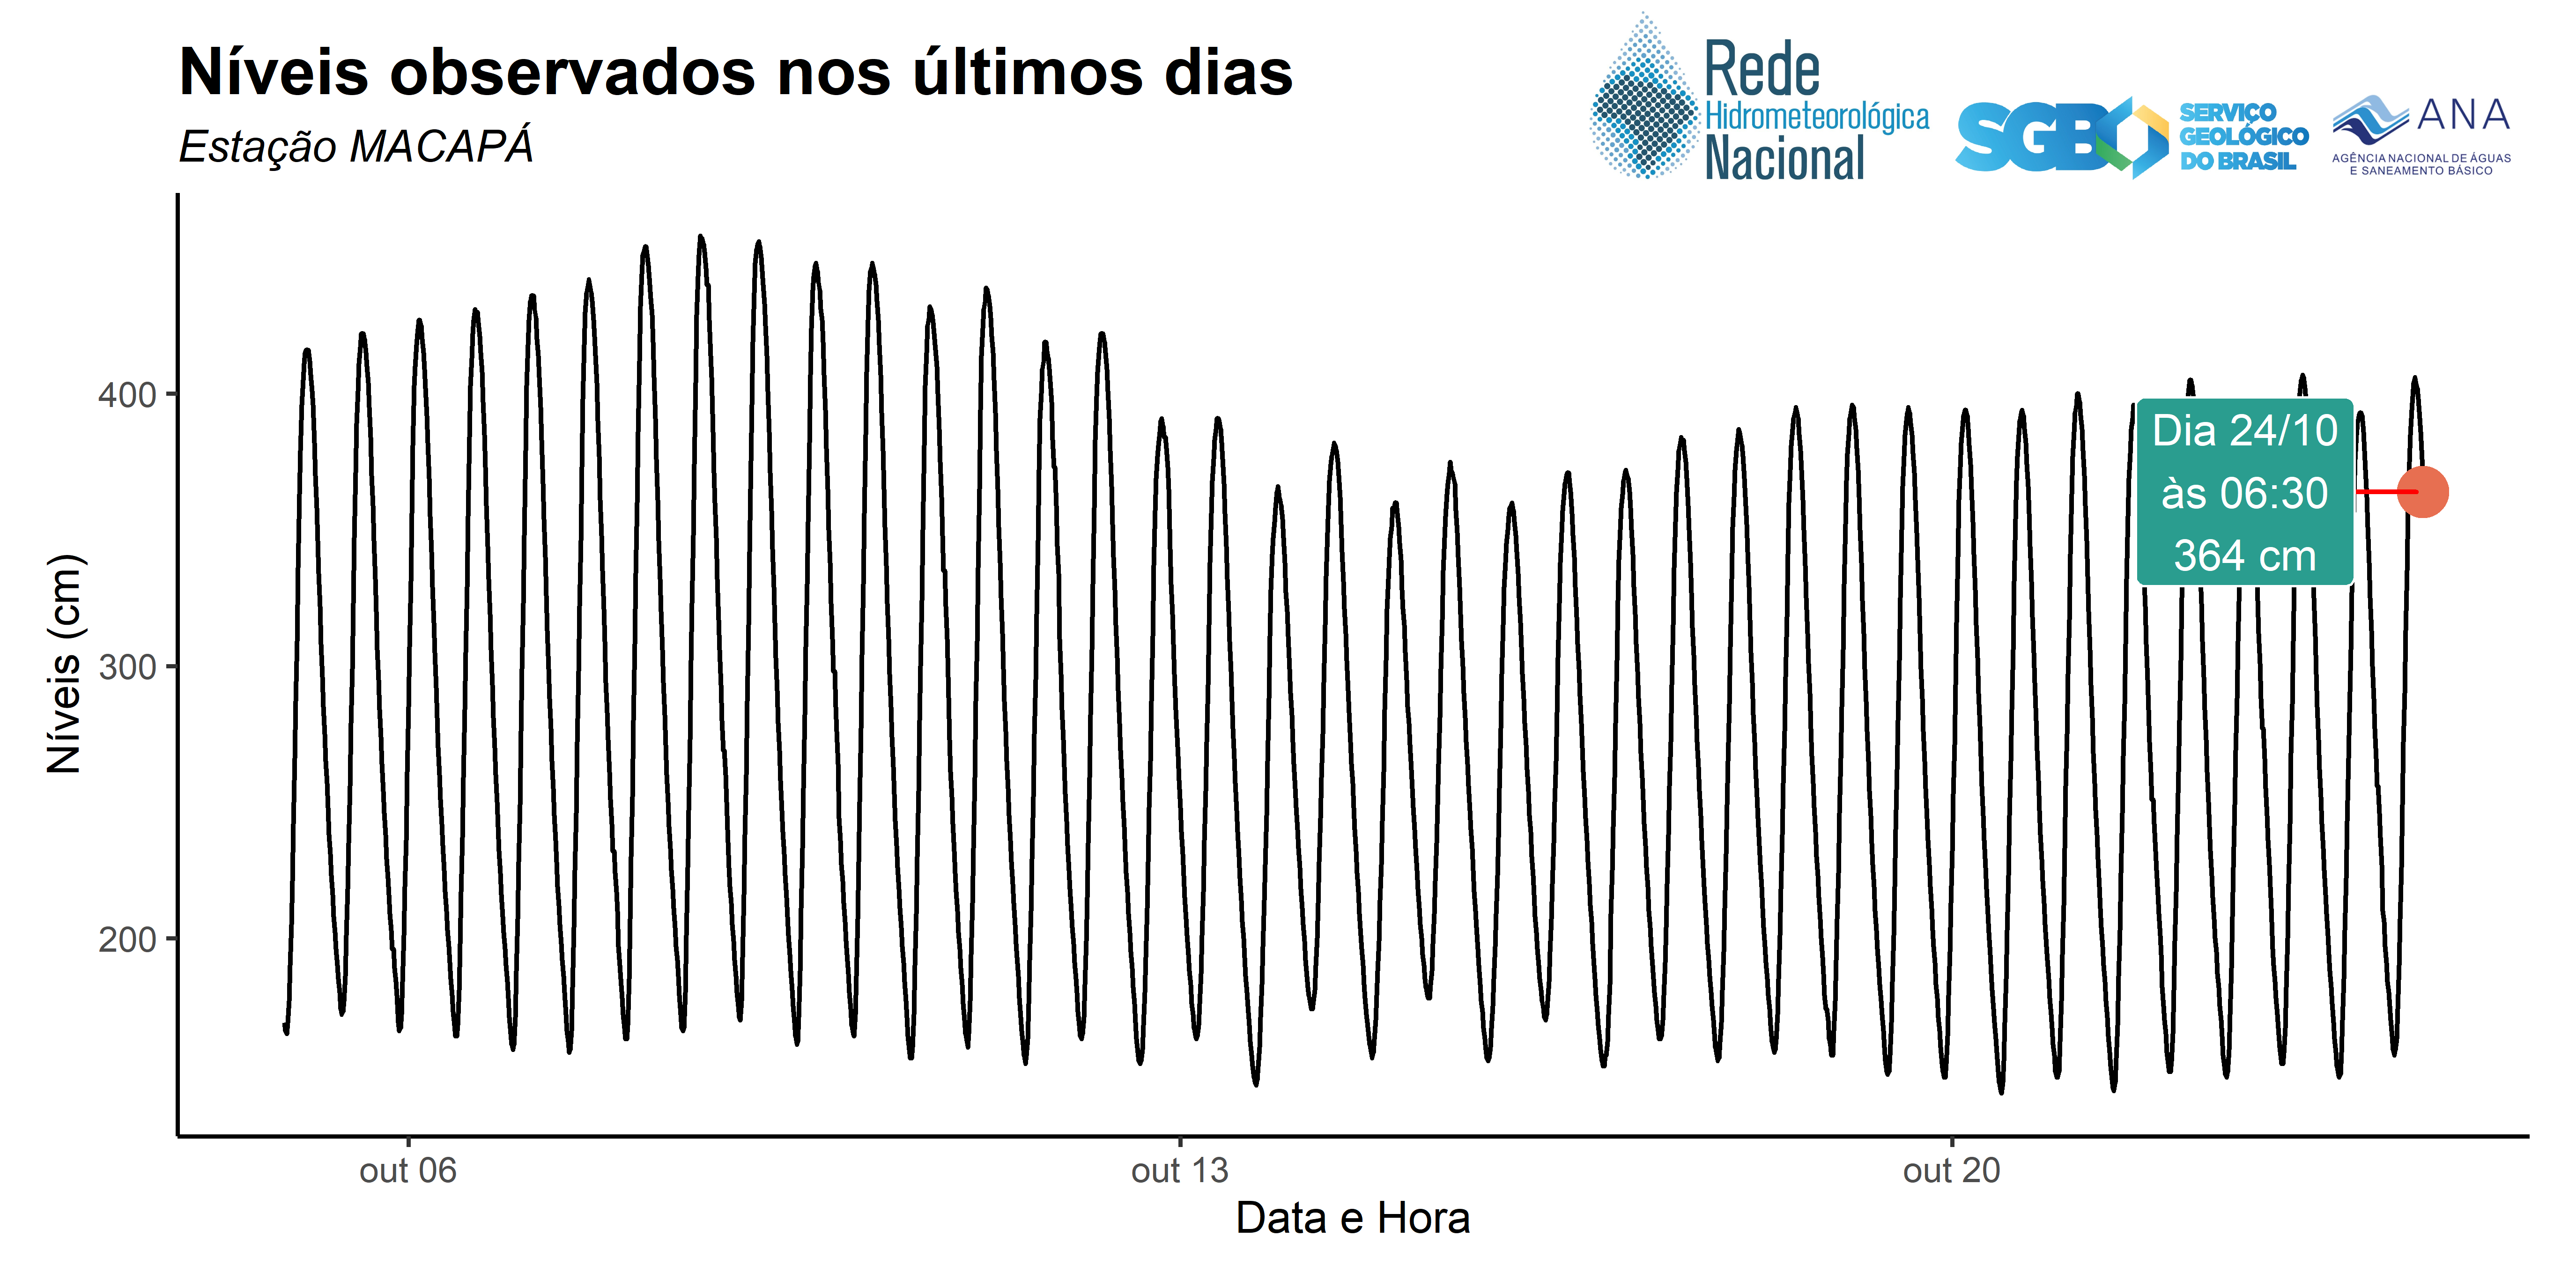 Níveis observados nos últimos dias
Estação MACAPÁ
Rede
Hidrometeorológica
Nacional
SGB
SERVIÇO
GEOLÓGICO
DO BRASIL
ANA
AGÊNCIA NACIONAL DE ÁGUAS
E SANEAMENTO BÁSICO
Níveis (cm)
400
300
200
Dia 24/10
às 06:30
364 cm
out 06
out 13
out 20
Data e Hora